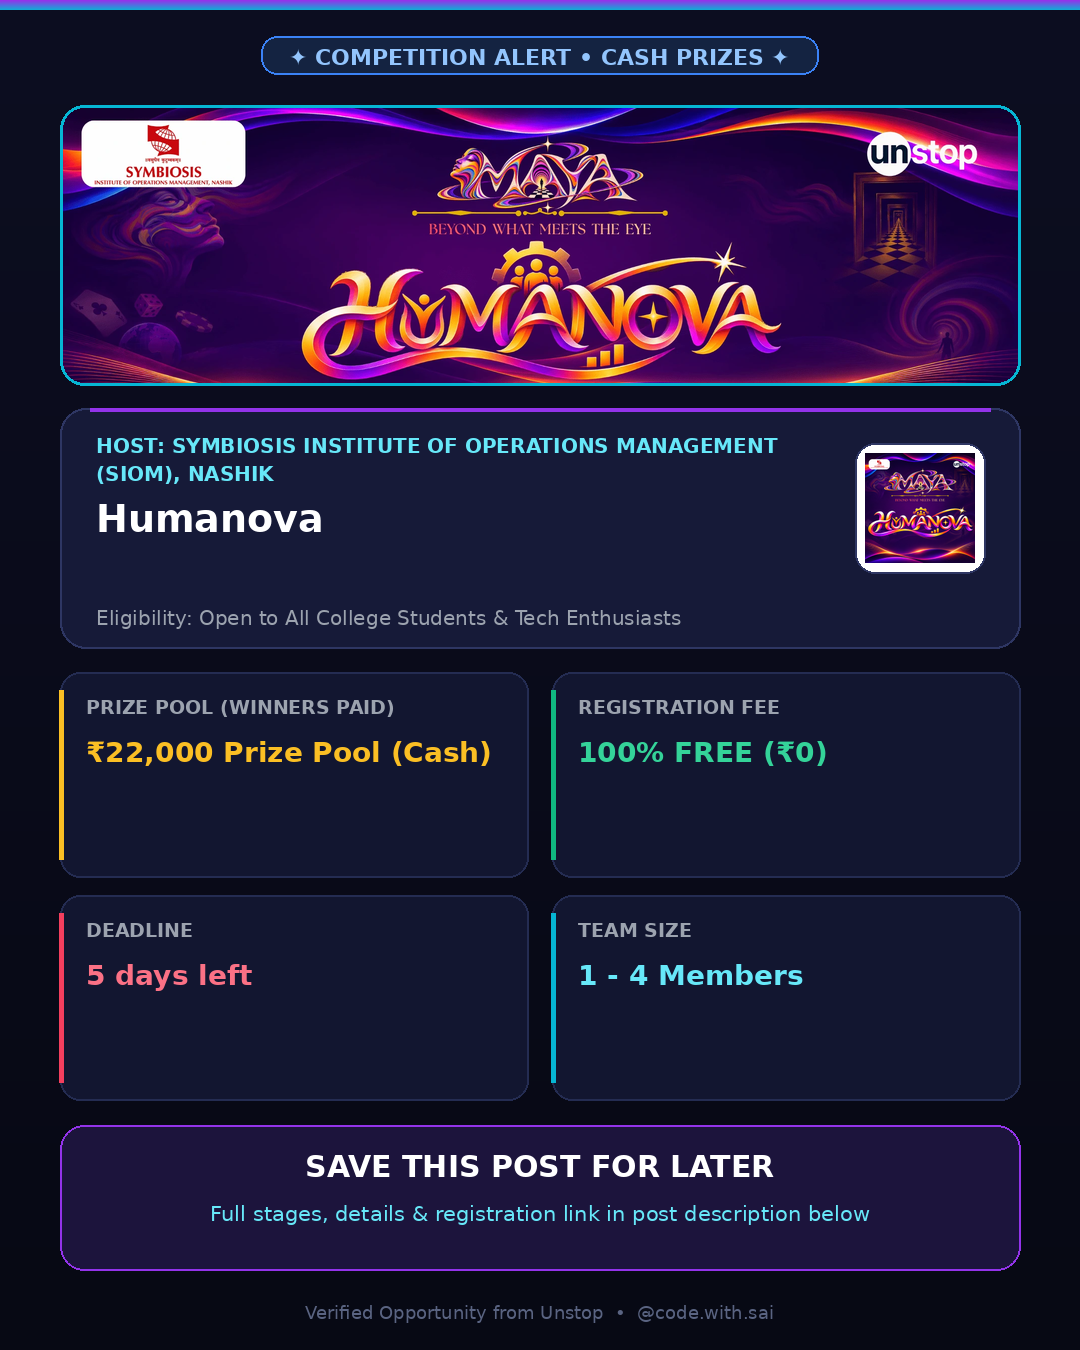 ✦ COMPETITION ALERT • CASH PRIZES ✦
SYMBIOSIS
INSTITUTE OF OPERATIONS MANAGEMENT, NASHIK
unstop
MAYA
BEYOND WHAT MEETS THE EYE
HUMANOVA
HOST: SYMBIOSIS INSTITUTE OF OPERATIONS MANAGEMENT
(SIOM), NASHIK
Humanova
MAYA
HUMANOVA
Eligibility: Open to All College Students & Tech Enthusiasts
PRIZE POOL (WINNERS PAID)
₹22,000 Prize Pool (Cash)
REGISTRATION FEE
100% FREE (₹0)
DEADLINE
5 days left
TEAM SIZE
1 - 4 Members
SAVE THIS POST FOR LATER
Full stages, details & registration link in post description below
Verified Opportunity from Unstop • @code.with.sai